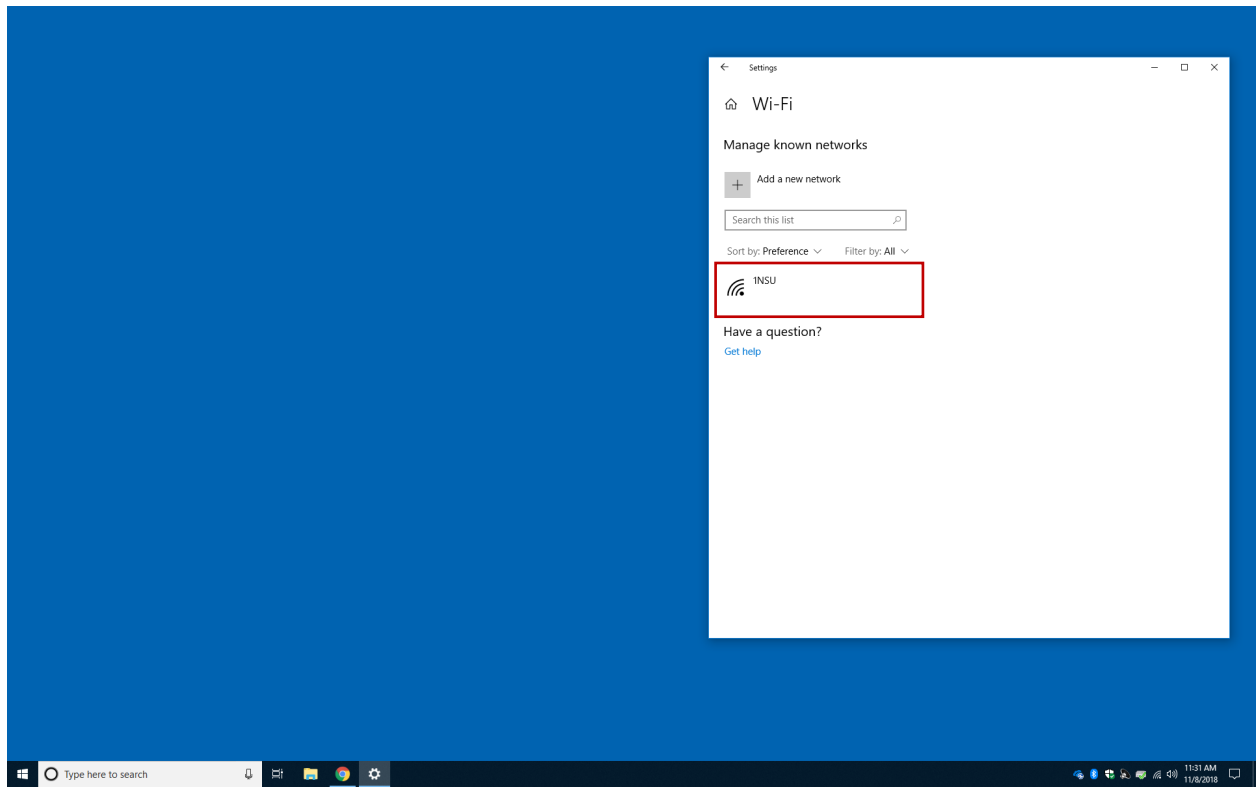 Settings
Wi-Fi
Manage known networks
Add a new network
Search this list
Sort by: Preference Filter by: All
1NSU
Have a question?
Get help
Type here to search
11:31 AM
11/8/2018